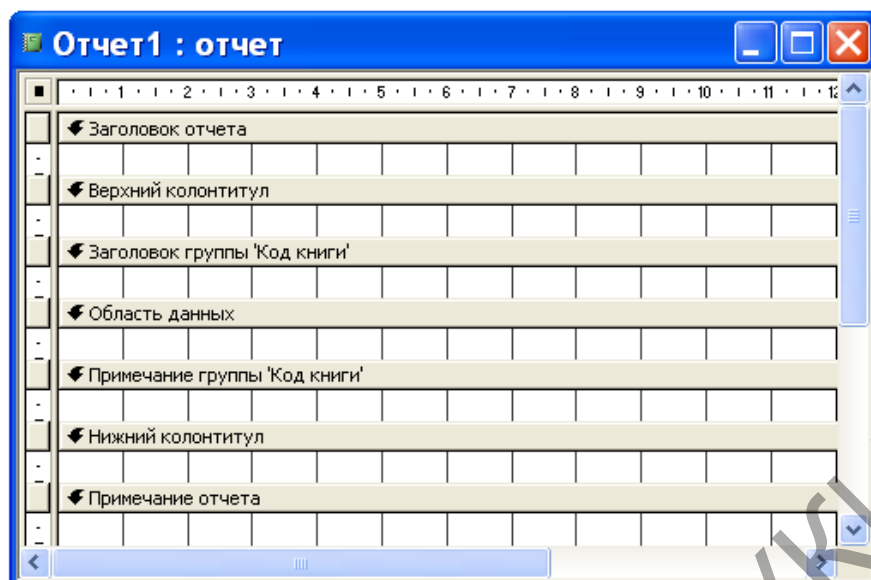 Отчет1 : отчет
1 2 3 4 5 6 7 8 9 10 11 12
Заголовок отчета
Верхний колонтитул
Заголовок группы 'Код книги'
Область данных
Примечание группы 'Код книги'
Нижний колонтитул
Примечание отчета